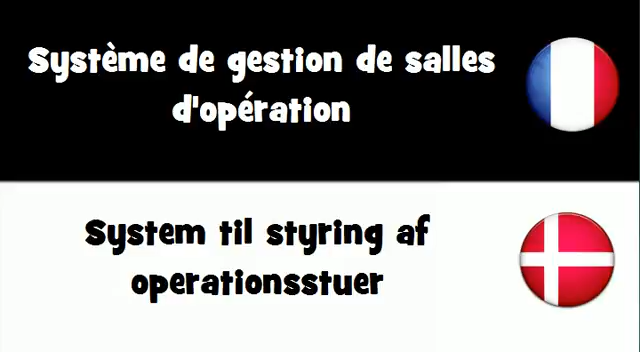 Système de gestion de salles
d'opération
System til styring af
operationsstuer